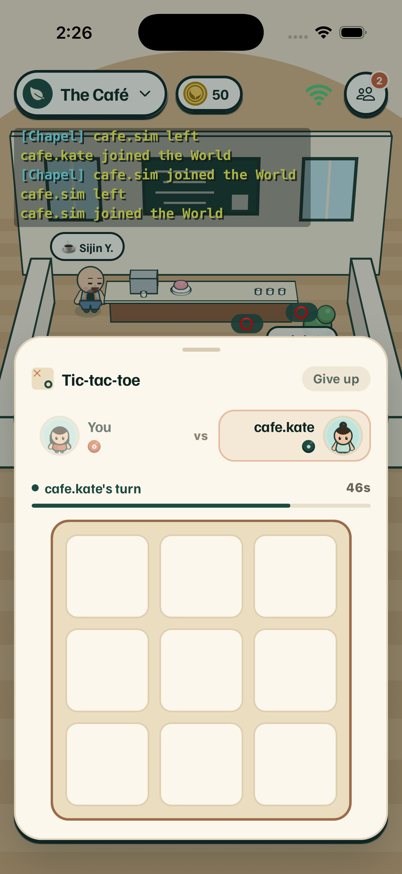 2:26
The Café
50
2
[Chapel] cafe.sim left
cafe.kate joined the World
[Chapel] cafe.sim joined the World
cafe.sim left
cafe.sim joined the World
Sijin Y.
Tic-tac-toe
Give up
You
vs
cafe.kate
cafe.kate's turn
46s